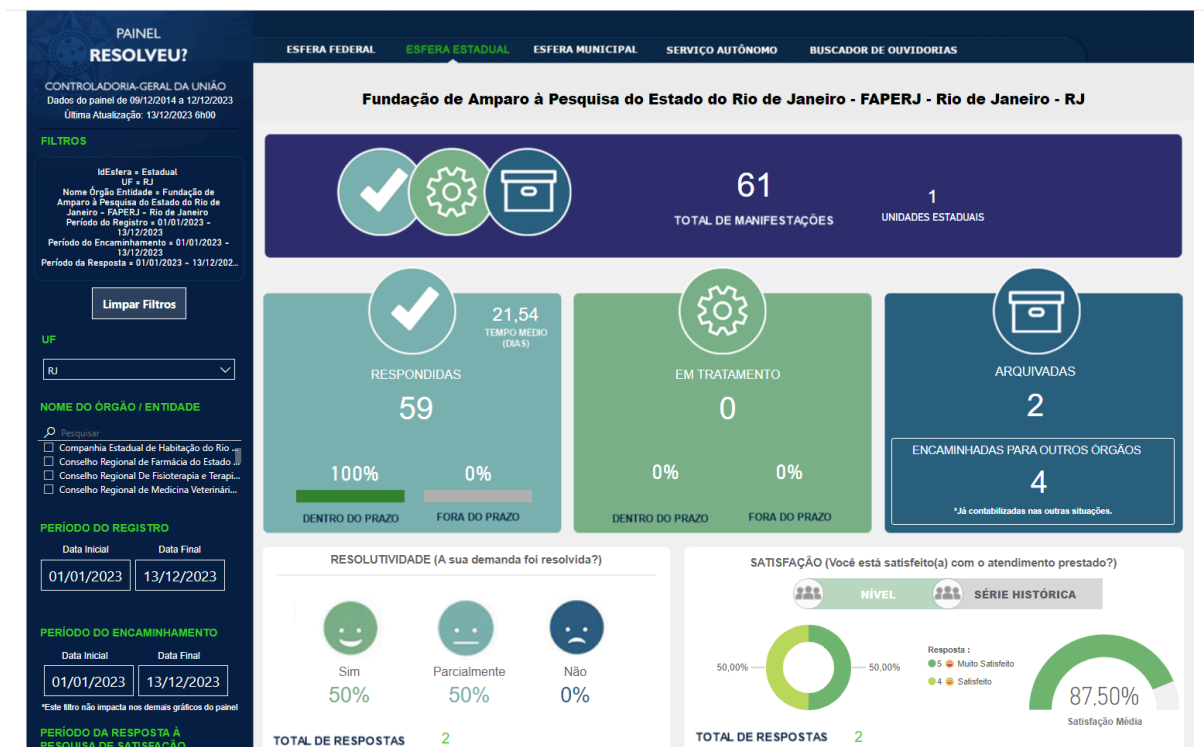 PAINEL
RESOLVEU?
CONTROLADORIA-GERAL DA UNIÃO
Dados do painel de 09/12/2014 a 12/12/2023
Última Atualização: 13/12/2023 6h00
FILTROS
IdEsfera = Estadual
UF = RJ
Nome Órgão Entidade = Fundação de
Amparo à Pesquisa do Estado do Rio de
Janeiro - FAPERJ - Rio de Janeiro
Período do Registro = 01/01/2023 -
13/12/2023
Período do Encaminhamento = 01/01/2023 -
13/12/2023
Período da Resposta = 01/01/2023 - 13/12/202...
Limpar Filtros
UF
RJ
NOME DO ÓRGÃO / ENTIDADE
Pesquisar
Companhia Estadual de Habitação do Rio ...
Conselho Regional de Farmácia do Estado ...
Conselho Regional De Fisioterapia e Terapi...
Conselho Regional de Medicina Veterinári...
PERÍODO DO REGISTRO
Data Inicial Data Final
01/01/2023 13/12/2023
PERÍODO DO ENCAMINHAMENTO
Data Inicial Data Final
01/01/2023 13/12/2023
*Este filtro não impacta nos demais gráficos do painel
PERÍODO DA RESPOSTA À
PESQUISA DE SATISFAÇÃO
ESFERA FEDERAL ESFERA ESTADUAL ESFERA MUNICIPAL SERVIÇO AUTÔNOMO BUSCADOR DE OUVIDORIAS
Fundação de Amparo à Pesquisa do Estado do Rio de Janeiro - FAPERJ - Rio de Janeiro - RJ
61
TOTAL DE MANIFESTAÇÕES
1
UNIDADES ESTADUAIS
21,54
TEMPO MÉDIO
(DIAS)
RESPONDIDAS
59
100% 0%
DENTRO DO PRAZO FORA DO PRAZO
EM TRATAMENTO
0
0% 0%
DENTRO DO PRAZO FORA DO PRAZO
ARQUIVADAS
2
ENCAMINHADAS PARA OUTROS ÓRGÃOS
4
*Já contabilizadas nas outras situações.
RESOLUTIVIDADE (A sua demanda foi resolvida?)
Sim Parcialmente Não
50% 50% 0%
TOTAL DE RESPOSTAS 2
SATISFAÇÃO (Você está satisfeito(a) com o atendimento prestado?)
NÍVEL SÉRIE HISTÓRICA
50,00% 50,00%
Resposta :
5 😀 Muito Satisfeito
4 😀 Satisfeito
87,50%
Satisfação Média
TOTAL DE RESPOSTAS 2